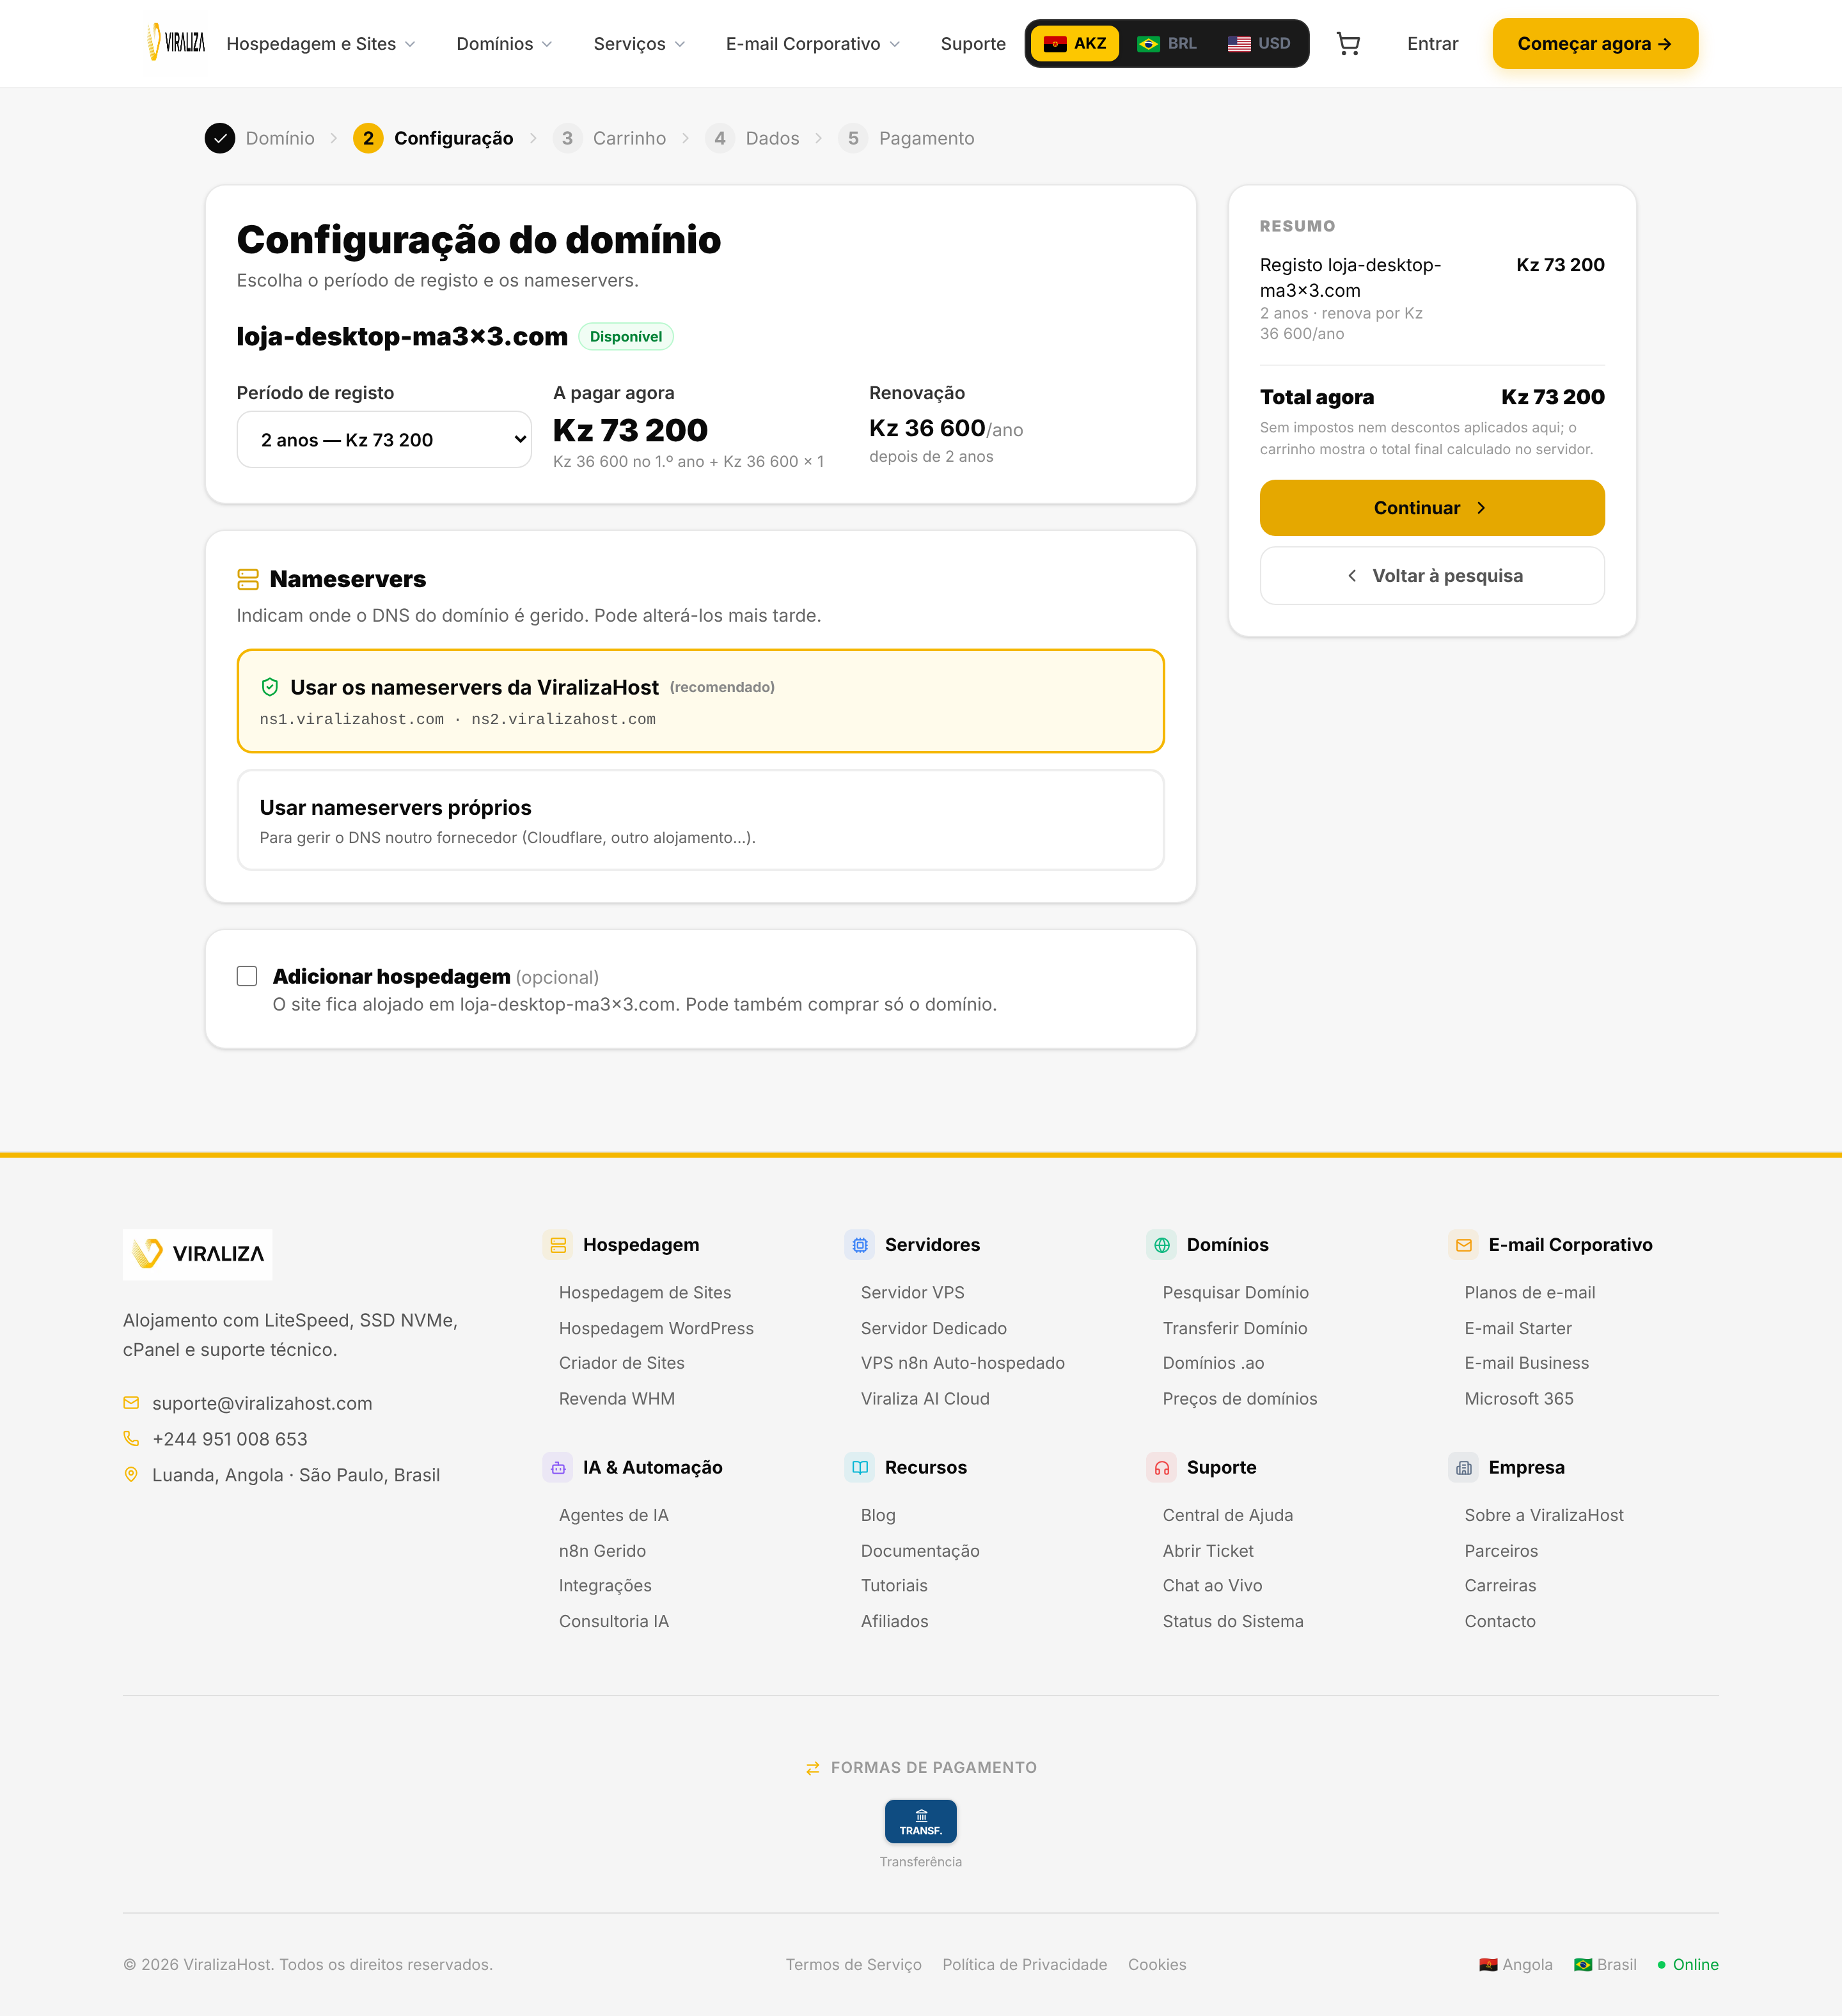 VIRALIZA
Hospedagem e Sites
Domínios
Serviços
E-mail Corporativo
Suporte
AKZ
BRL
USD
Entrar
Começar agora →
Domínio
2 Configuração
3 Carrinho
4 Dados
5 Pagamento
Configuração do domínio
Escolha o período de registo e os nameservers.
loja-desktop-ma3x3.com Disponível
Período de registo
2 anos — Kz 73 200
A pagar agora
Kz 73 200
Kz 36 600 no 1.º ano + Kz 36 600 × 1
Renovação
Kz 36 600/ano
depois de 2 anos
Nameservers
Indicam onde o DNS do domínio é gerido. Pode alterá-los mais tarde.
Usar os nameservers da ViralizaHost (recomendado)
ns1.viralizahost.com · ns2.viralizahost.com
Usar nameservers próprios
Para gerir o DNS noutro fornecedor (Cloudflare, outro alojamento...).
Adicionar hospedagem (opcional)
O site fica alojado em loja-desktop-ma3x3.com. Pode também comprar só o domínio.
RESUMO
Registo loja-desktop-
ma3x3.com
Kz 73 200
2 anos · renova por Kz
36 600/ano
Total agora Kz 73 200
Sem impostos nem descontos aplicados aqui; o
carrinho mostra o total final calculado no servidor.
Continuar
Voltar à pesquisa
VIRALIZA
Alojamento com LiteSpeed, SSD NVMe,
cPanel e suporte técnico.
suporte@viralizahost.com
+244 951 008 653
Luanda, Angola · São Paulo, Brasil
Hospedagem
Hospedagem de Sites
Hospedagem WordPress
Criador de Sites
Revenda WHM
Servidores
Servidor VPS
Servidor Dedicado
VPS n8n Auto-hospedado
Viraliza AI Cloud
Domínios
Pesquisar Domínio
Transferir Domínio
Domínios .ao
Preços de domínios
E-mail Corporativo
Planos de e-mail
E-mail Starter
E-mail Business
Microsoft 365
IA & Automação
Agentes de IA
n8n Gerido
Integrações
Consultoria IA
Recursos
Blog
Documentação
Tutoriais
Afiliados
Suporte
Central de Ajuda
Abrir Ticket
Chat ao Vivo
Status do Sistema
Empresa
Sobre a ViralizaHost
Parceiros
Carreiras
Contacto
FORMAS DE PAGAMENTO
TRANSF.
Transferência
© 2026 ViralizaHost. Todos os direitos reservados.
Termos de Serviço
Política de Privacidade
Cookies
Angola
Brasil
Online